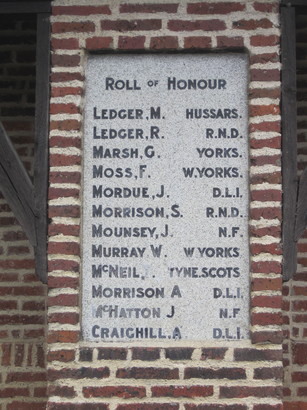 ROLL OF HONOUR
LEDGER, M. HUSSARS.
LEDGER, R. R.N.D.
MARSH, G. YORKS.
MOSS, F. W.YORKS.
MORDUE, J. D.L.I.
MORRISON, S. R.N.D.
MOUNSEY, J. N.F.
MURRAY W. W.YORKS
MCNEIL, . TYNE.SCOTS
MORRISON A D.L.I.
MCHATTON J N.F
CRAIGHILL.A D.L.I.